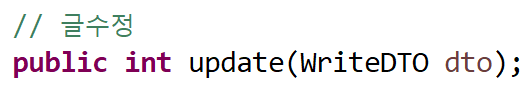 // 글수정
public int update(WriteDTO dto);